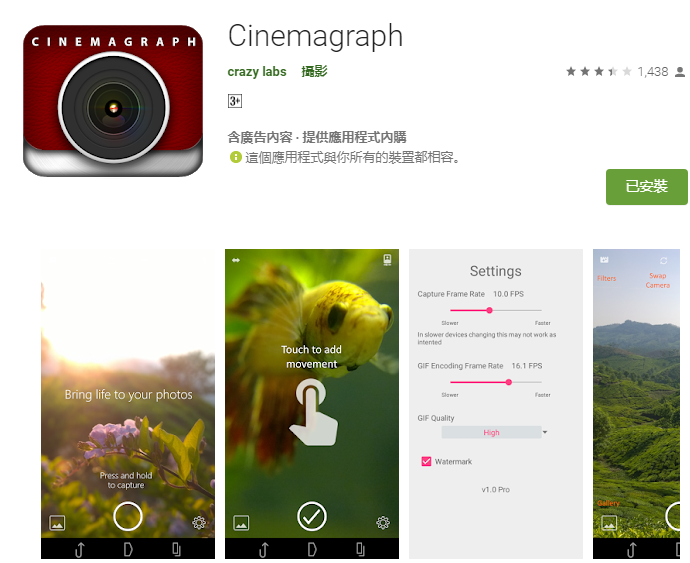 CINEMAGRAPH
Cinemagraph
crazy labs 攝影
1,438
3+
含廣告內容 · 提供應用程式內購
這個應用程式與你所有的裝置都相容。
已安裝
Bring life to your photos
Press and hold
to capture
Touch to add
movement
Settings
Capture Frame Rate 10.0 FPS
Slower Faster
In slower devices changing this may not work as
intented
GIF Encoding Frame Rate 16.1 FPS
Slower Faster
GIF Quality
High
Watermark
v1.0 Pro
Filters
Swap
Camera
Gallery